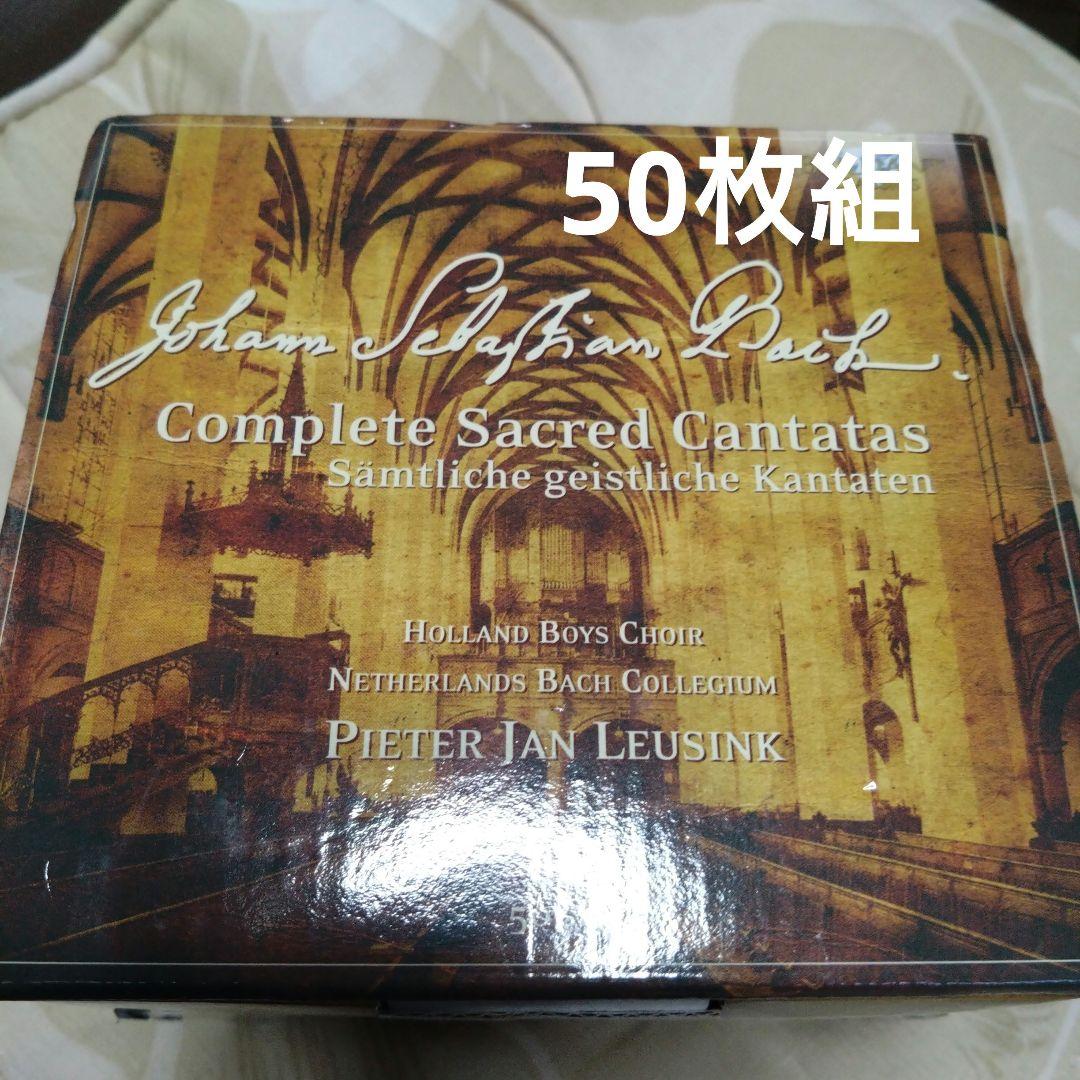 50枚組
Johann Sebastian Bach.
Complete Sacred Cantatas
Sämtliche geistliche Kantaten
HOLLAND BOYS CHOIR
NETHERLANDS BACH COLLEGIUM
PIETER JAN LEUSINK